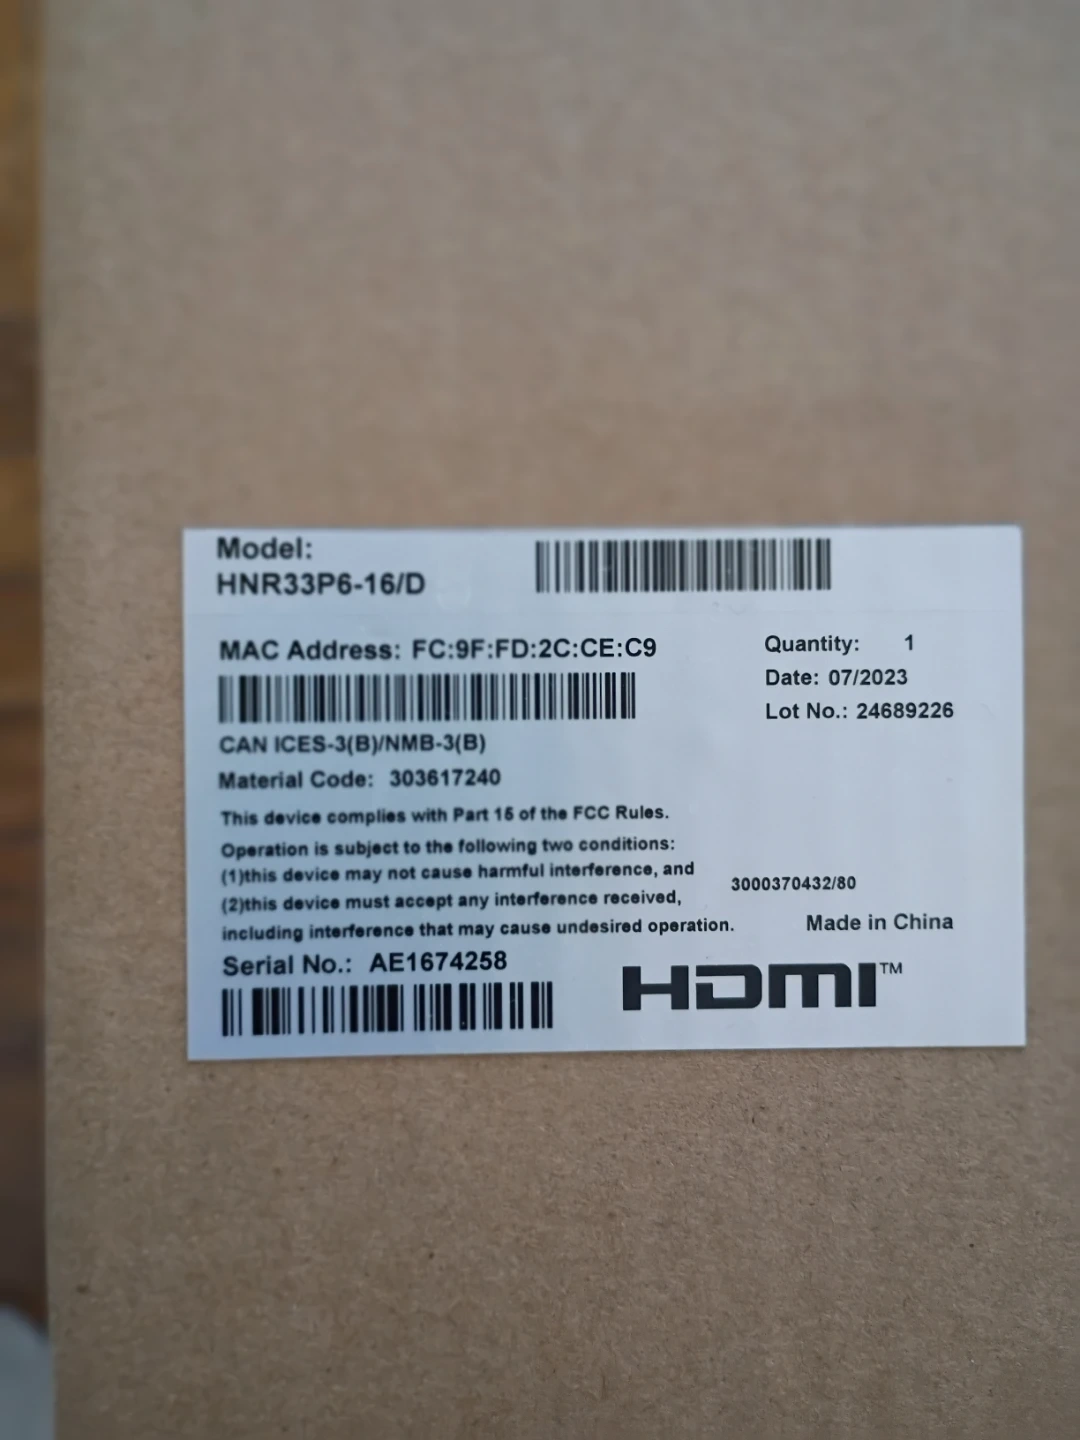 Model:
HNR33P6-16/D
MAC Address: FC:9F:FD:2C:CE:C9
Quantity: 1
Date: 07/2023
Lot No.: 24689226
CAN ICES-3(B)/NMB-3(B)
Material Code: 303617240
This device complies with Part 15 of the FCC Rules.
Operation is subject to the following two conditions:
(1)this device may not cause harmful interference, and
(2)this device must accept any interference received,
including interference that may cause undesired operation.
3000370432/80
Made in China
Serial No.: AE1674258
HDMI™